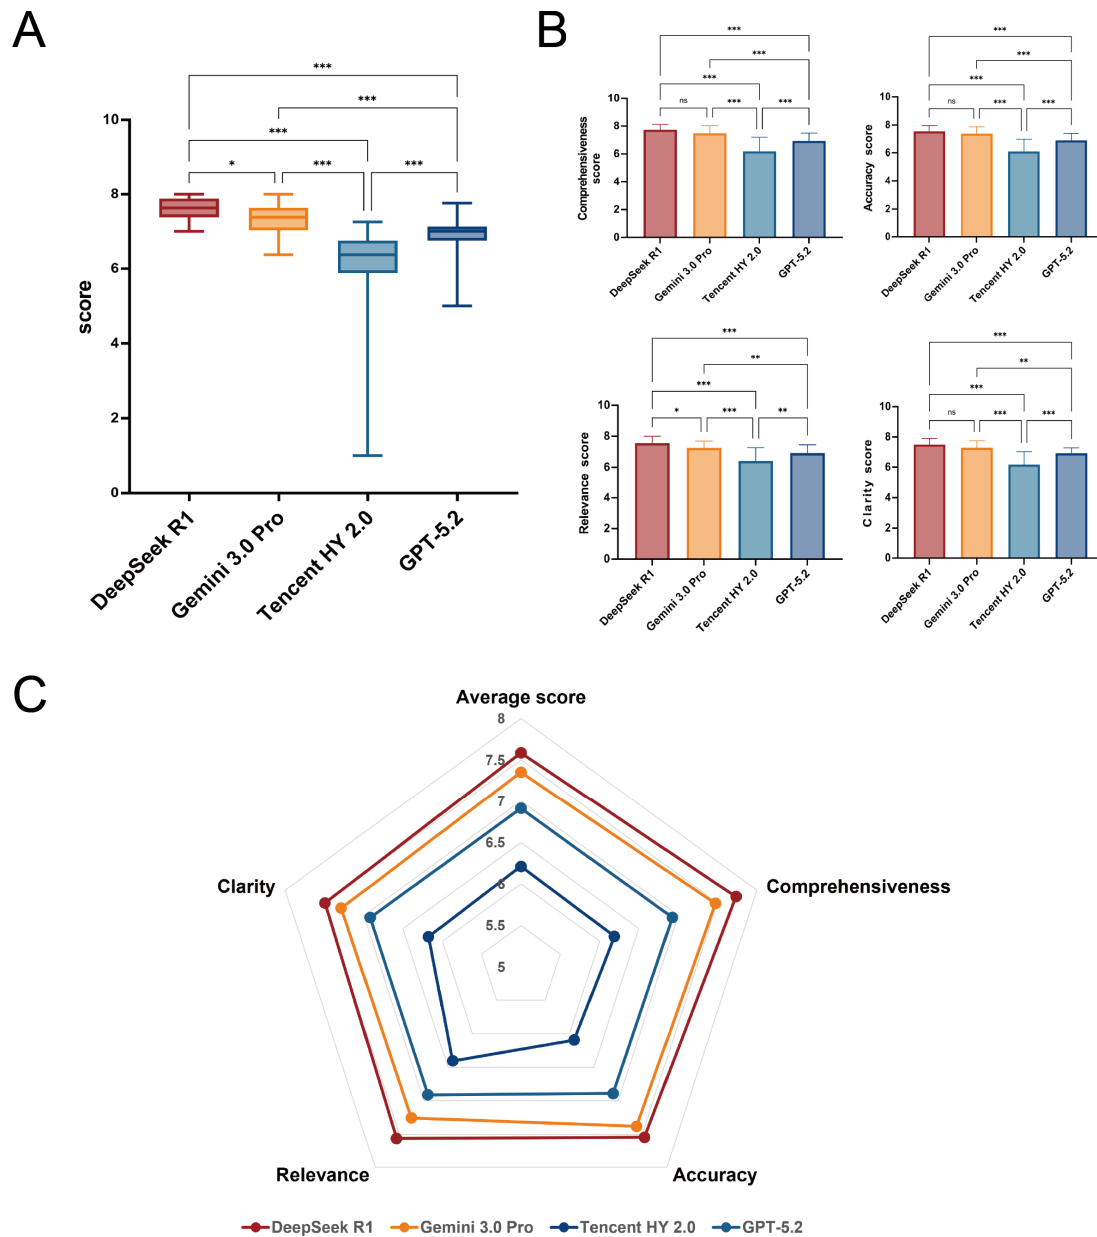 A
***
***
***
*
***
***
10
8
6
4
2
0
score
DeepSeek R1
Gemini 3.0 Pro
Tencent HY 2.0
GPT-5.2
B
***
***
***
ns
***
***
10
8
6
4
2
0
Comprehensiveness
score
DeepSeek R1
Gemini 3.0 Pro
Tencent HY 2.0
GPT-5.2
***
***
***
ns
***
***
10
8
6
4
2
0
Accuracy score
DeepSeek R1
Gemini 3.0 Pro
Tencent HY 2.0
GPT-5.2
***
**
***
*
***
**
10
8
6
4
2
0
Relevance score
DeepSeek R1
Gemini 3.0 Pro
Tencent HY 2.0
GPT-5.2
***
**
***
ns
***
***
10
8
6
4
2
0
Clarity score
DeepSeek R1
Gemini 3.0 Pro
Tencent HY 2.0
GPT-5.2
C
Average score
8
7.5
7
6.5
6
5.5
5
Clarity
Comprehensiveness
Relevance
Accuracy
DeepSeek R1
Gemini 3.0 Pro
Tencent HY 2.0
GPT-5.2